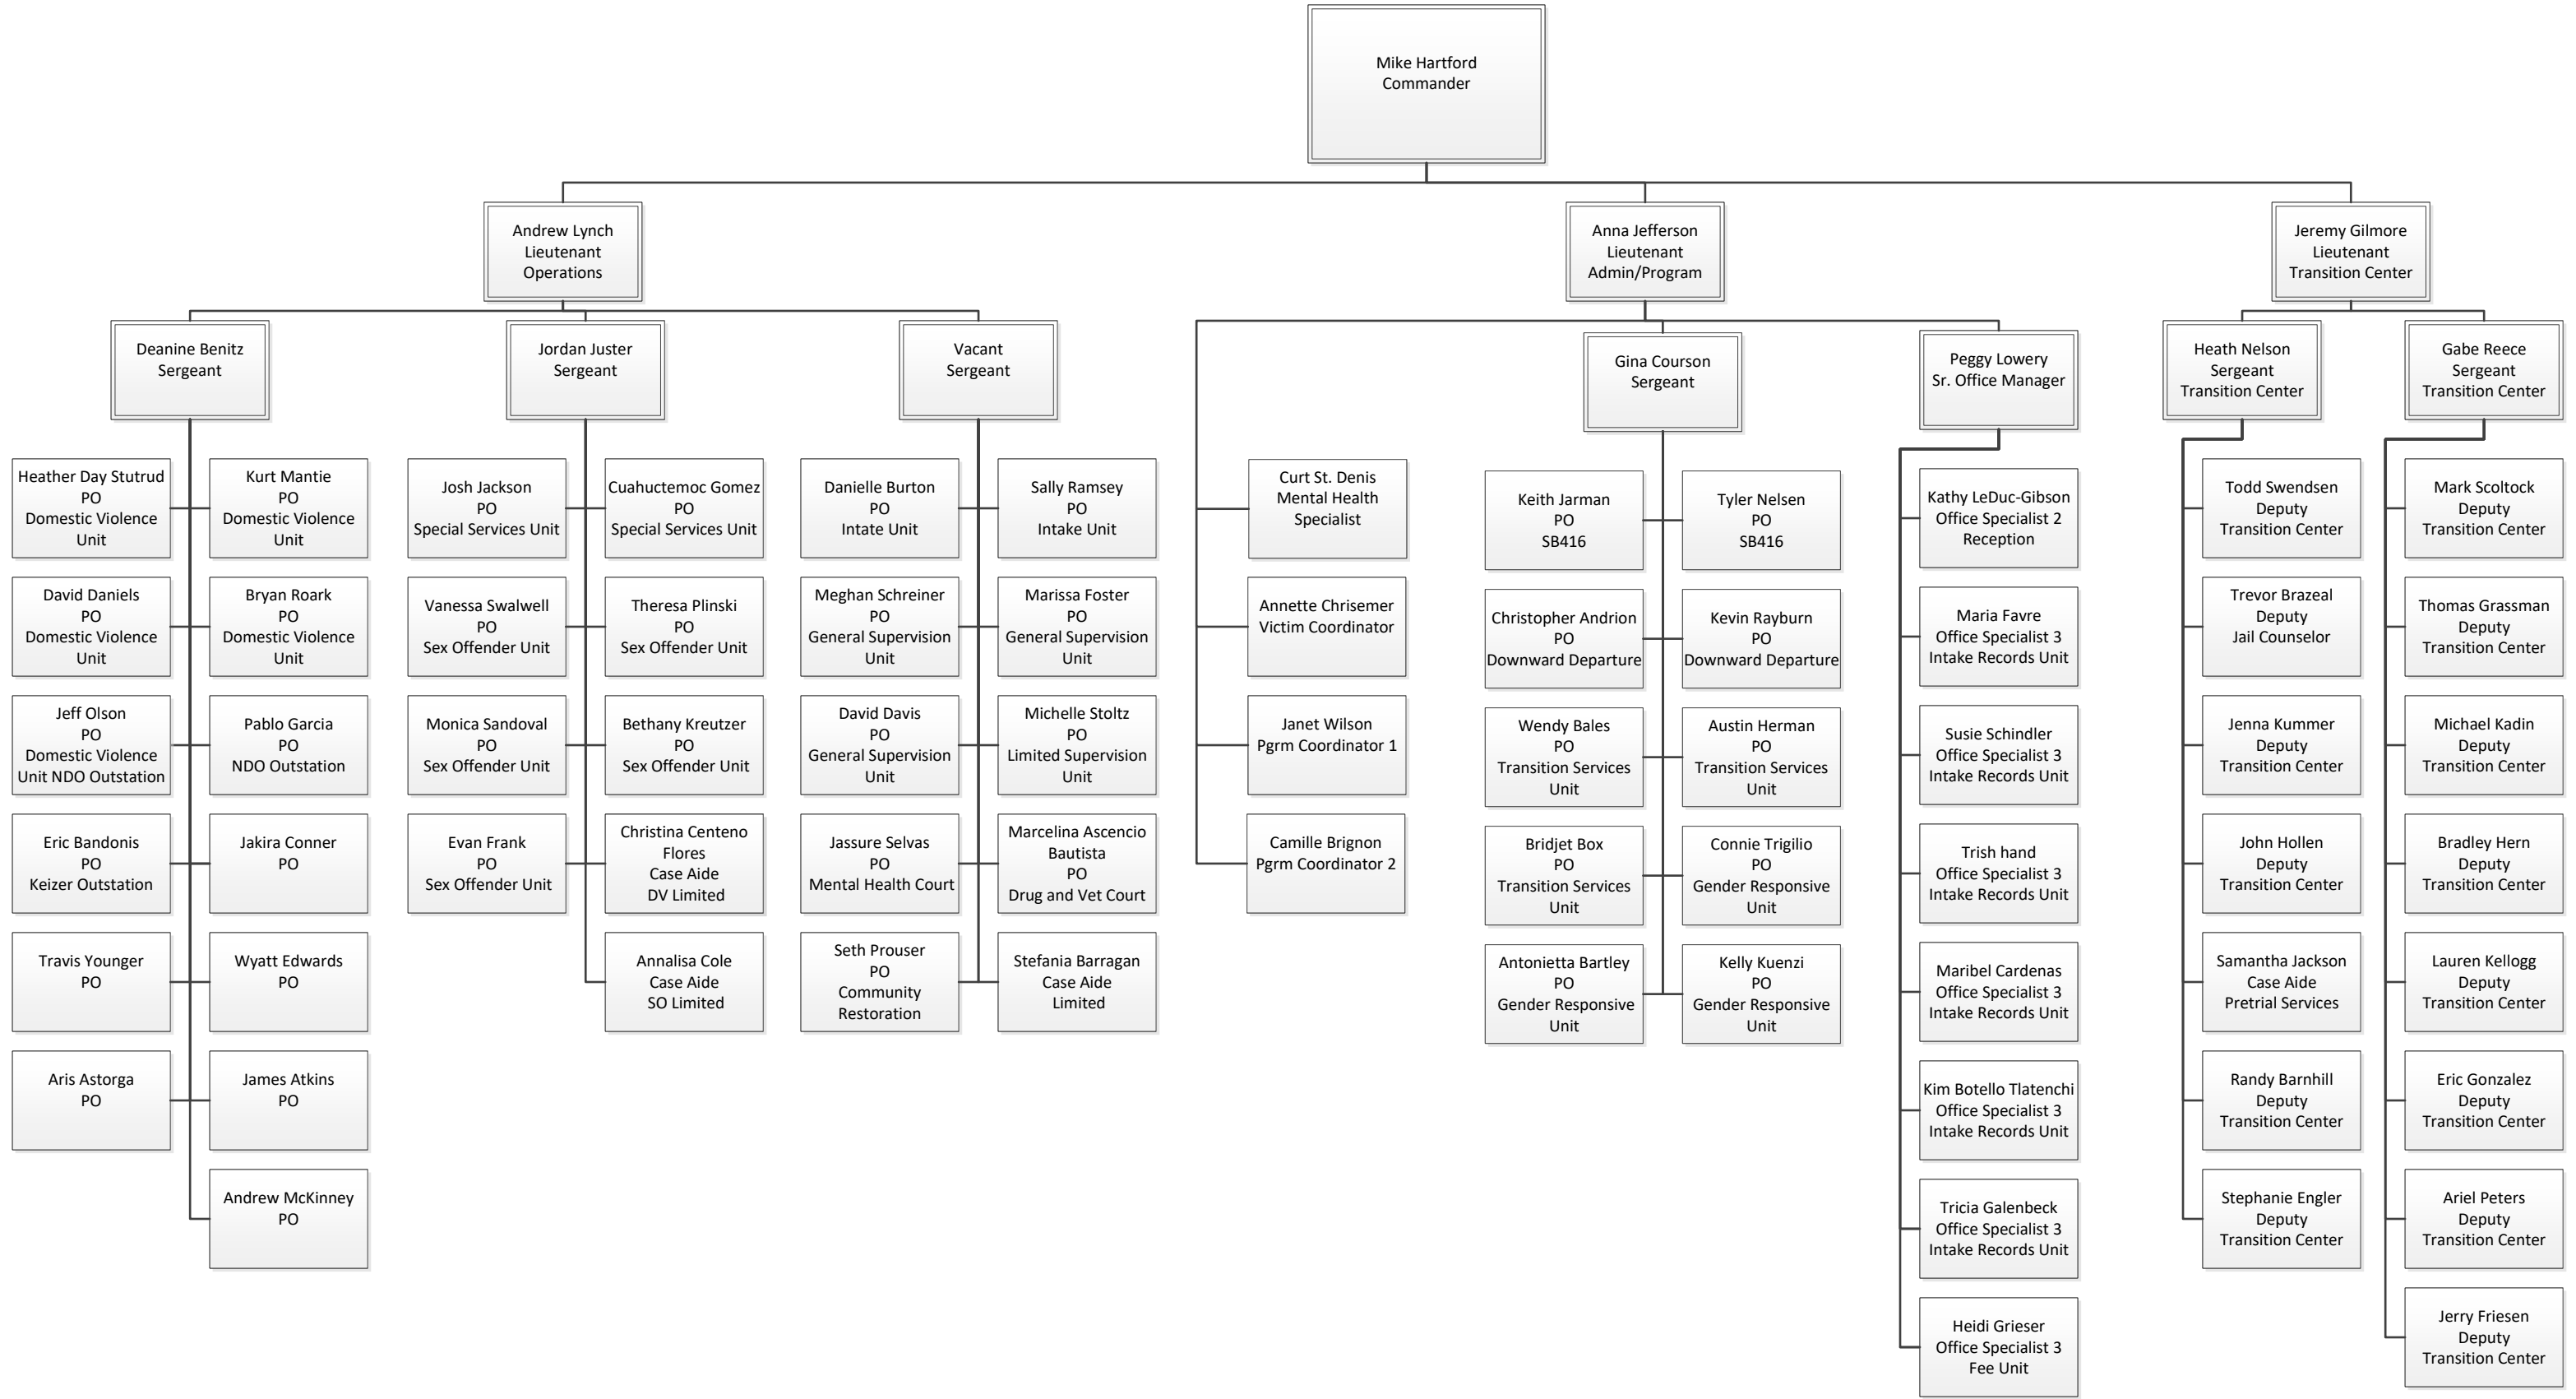 Mike Hartford
Commander
Andrew Lynch
Lieutenant
Operations
Anna Jefferson
Lieutenant
Admin/Program
Jeremy Gilmore
Lieutenant
Transition Center
Deanine Benitz
Sergeant
Jordan Juster
Sergeant
Vacant
Sergeant
Gina Courson
Sergeant
Peggy Lowery
Sr. Office Manager
Heath Nelson
Sergeant
Transition Center
Gabe Reece
Sergeant
Transition Center
Heather Day Stutrud
PO
Domestic Violence
Unit
Kurt Mantie
PO
Domestic Violence
Unit
David Daniels
PO
Domestic Violence
Unit
Bryan Roark
PO
Domestic Violence
Unit
Jeff Olson
PO
Domestic Violence
Unit NDO Outstation
Pablo Garcia
PO
NDO Outstation
Eric Bandonis
PO
Keizer Outstation
Jakira Conner
PO
Travis Younger
PO
Wyatt Edwards
PO
Aris Astorga
PO
James Atkins
PO
Andrew McKinney
PO
Josh Jackson
PO
Special Services Unit
Cuahuctemoc Gomez
PO
Special Services Unit
Vanessa Swalwell
PO
Sex Offender Unit
Theresa Plinski
PO
Sex Offender Unit
Monica Sandoval
PO
Sex Offender Unit
Bethany Kreutzer
PO
Sex Offender Unit
Evan Frank
PO
Sex Offender Unit
Christina Centeno
Flores
Case Aide
DV Limited
Annalisa Cole
Case Aide
SO Limited
Danielle Burton
PO
Intate Unit
Sally Ramsey
PO
Intake Unit
Meghan Schreiner
PO
General Supervision
Unit
Marissa Foster
PO
General Supervision
Unit
David Davis
PO
General Supervision
Unit
Michelle Stoltz
PO
Limited Supervision
Unit
Jassure Selvas
PO
Mental Health Court
Marcelina Ascencio
Bautista
PO
Drug and Vet Court
Seth Prouser
PO
Community
Restoration
Stefania Barragan
Case Aide
Limited
Curt St. Denis
Mental Health
Specialist
Annette Chrisemer
Victim Coordinator
Janet Wilson
Pgrm Coordinator 1
Camille Brignon
Pgrm Coordinator 2
Keith Jarman
PO
SB416
Tyler Nelsen
PO
SB416
Christopher Andrion
PO
Downward Departure
Kevin Rayburn
PO
Downward Departure
Wendy Bales
PO
Transition Services
Unit
Austin Herman
PO
Transition Services
Unit
Bridjet Box
PO
Transition Services
Unit
Connie Trigilio
PO
Gender Responsive
Unit
Antonietta Bartley
PO
Gender Responsive
Unit
Kelly Kuenzi
PO
Gender Responsive
Unit
Kathy LeDuc-Gibson
Office Specialist 2
Reception
Maria Favre
Office Specialist 3
Intake Records Unit
Susie Schindler
Office Specialist 3
Intake Records Unit
Trish hand
Office Specialist 3
Intake Records Unit
Maribel Cardenas
Office Specialist 3
Intake Records Unit
Kim Botello Tlatenchi
Office Specialist 3
Intake Records Unit
Tricia Galenbeck
Office Specialist 3
Intake Records Unit
Heidi Grieser
Office Specialist 3
Fee Unit
Todd Swendsen
Deputy
Transition Center
Trevor Brazeal
Deputy
Jail Counselor
Jenna Kummer
Deputy
Transition Center
John Hollen
Deputy
Transition Center
Samantha Jackson
Case Aide
Pretrial Services
Randy Barnhill
Deputy
Transition Center
Stephanie Engler
Deputy
Transition Center
Mark Scoltock
Deputy
Transition Center
Thomas Grassman
Deputy
Transition Center
Michael Kadin
Deputy
Transition Center
Bradley Hern
Deputy
Transition Center
Lauren Kellogg
Deputy
Transition Center
Eric Gonzalez
Deputy
Transition Center
Ariel Peters
Deputy
Transition Center
Jerry Friesen
Deputy
Transition Center